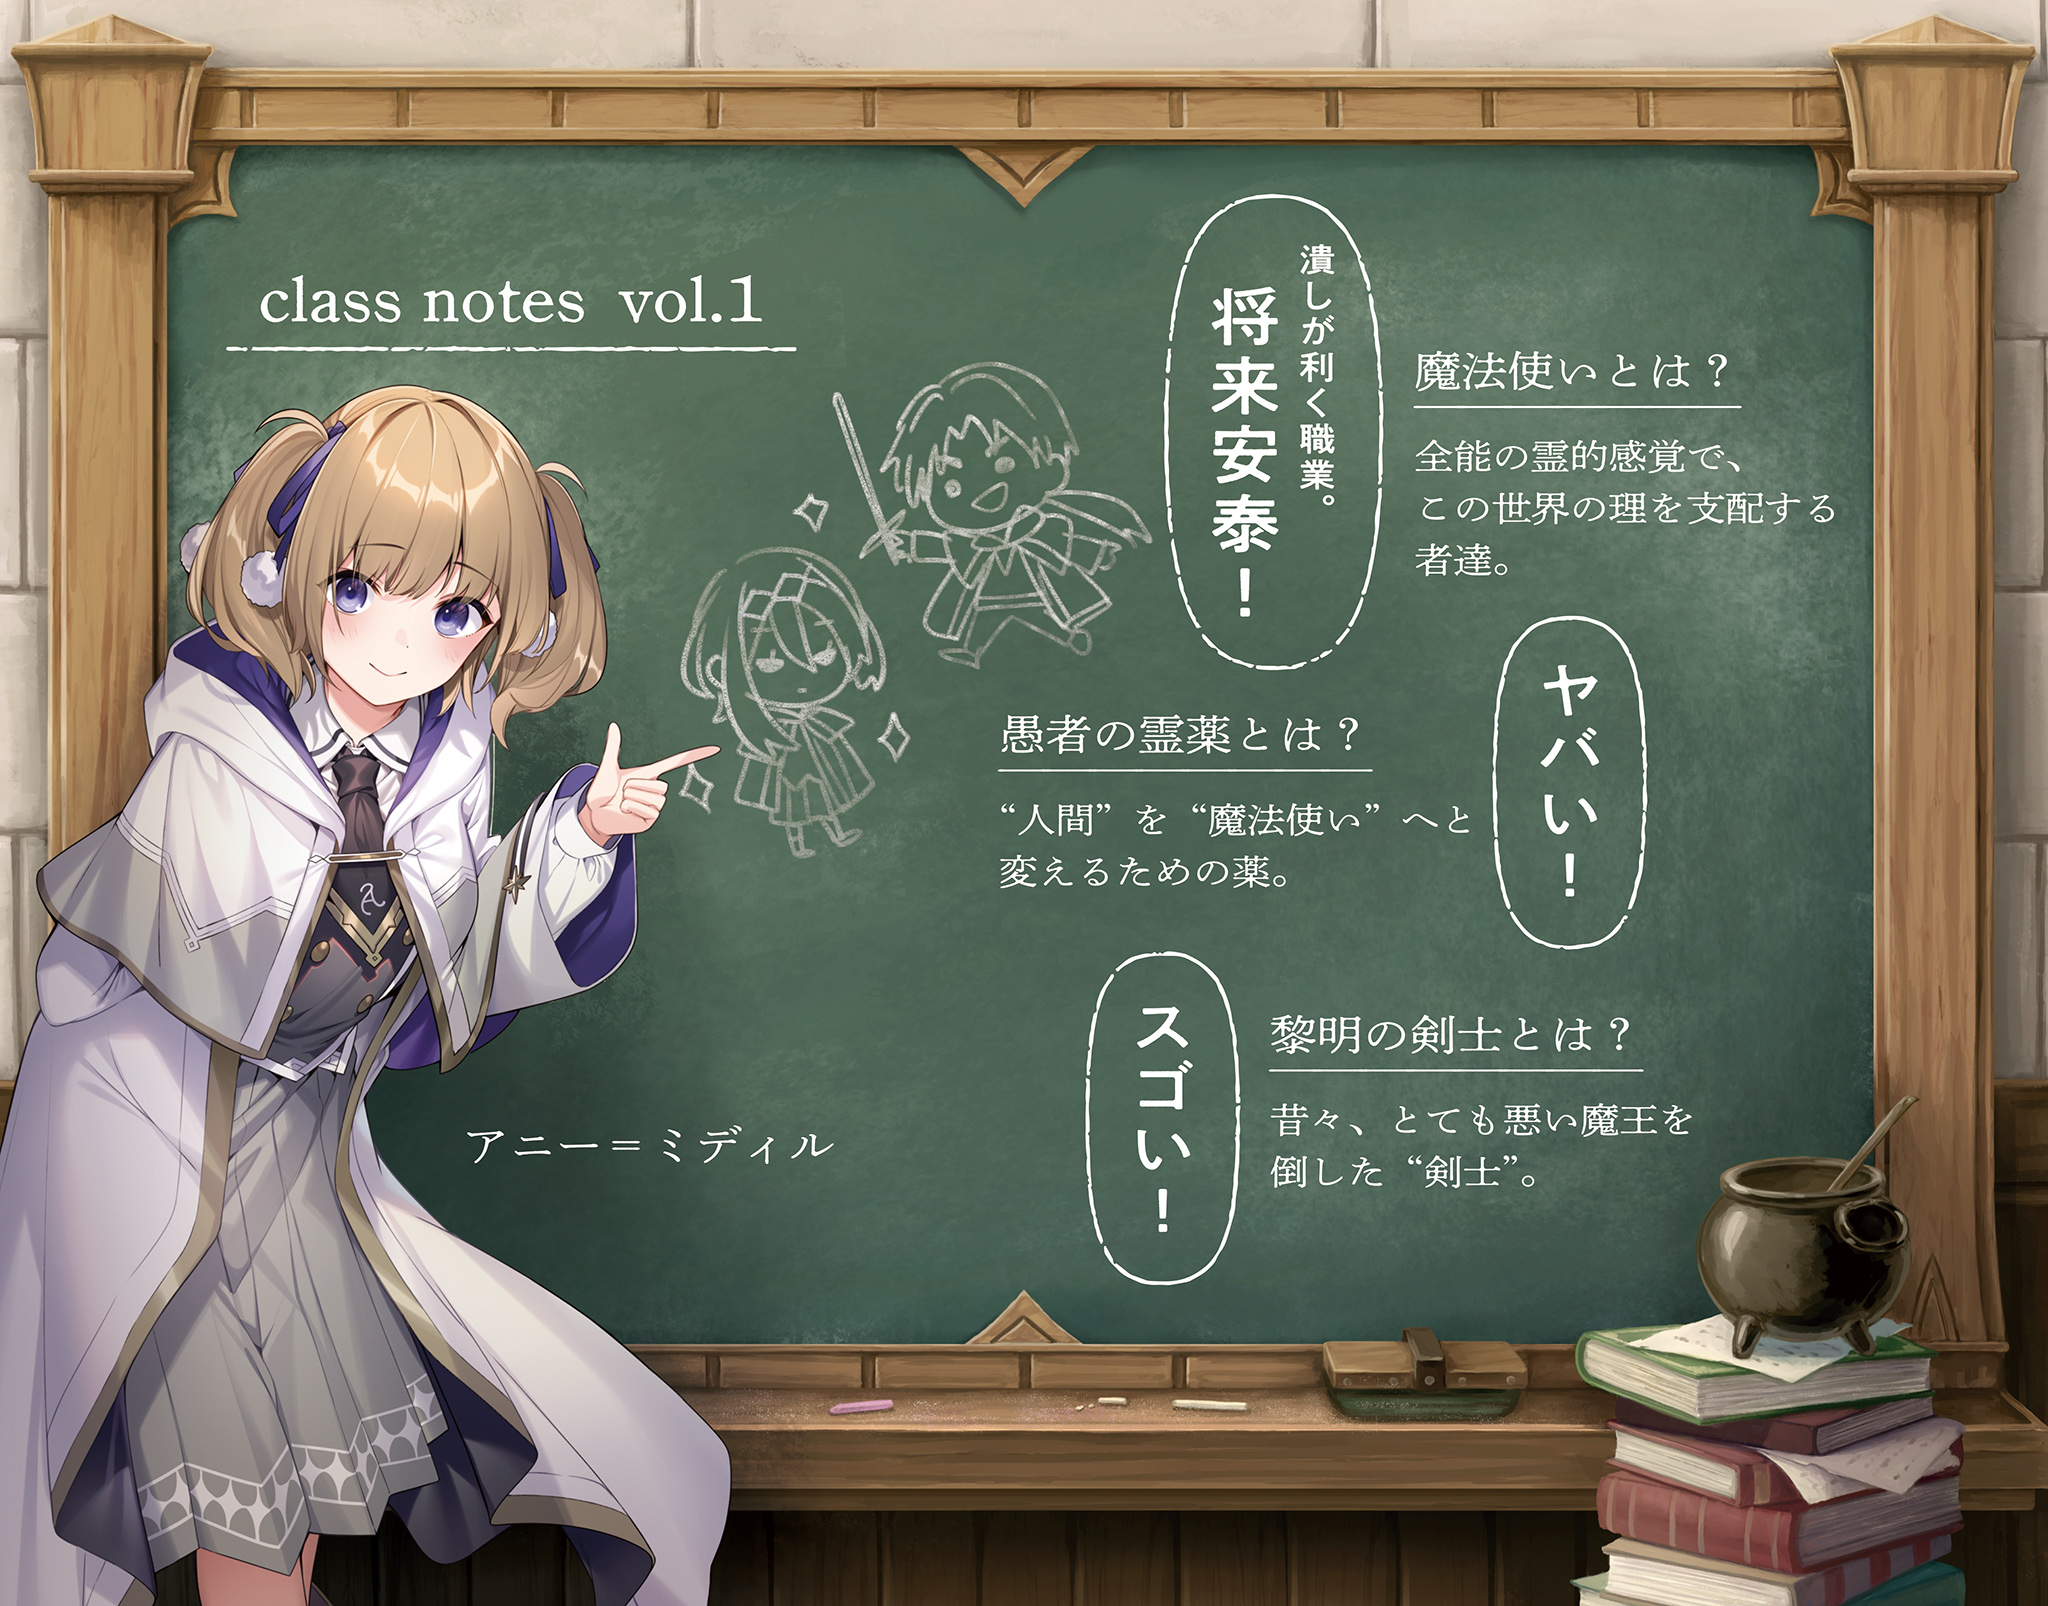 class notes vol.1
魔法使いとは？
全能の霊的感覚で、
この世界の理を支配する
者達。
潰しが利く職業。
将来安泰！
愚者の霊薬とは？
“人間”を“魔法使い”へと
変えるための薬。
ヤバい！
黎明の剣士とは？
昔々、とても悪い魔王を
倒した“剣士”。
スゴい！
アニー＝ミディル
A